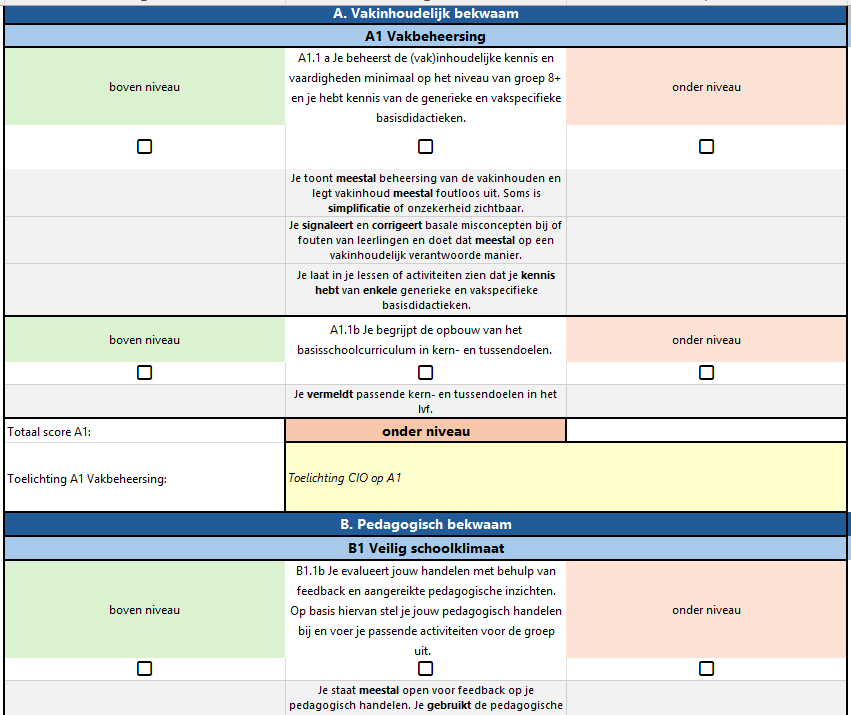 A. Vakinhoudelijk bekwaam
A1 Vakbeheersing
boven niveau
A1.1 a Je beheerst de (vak)inhoudelijke kennis en
vaardigheden minimaal op het niveau van groep 8+
en je hebt kennis van de generieke en vakspecifieke
basisdidactieken.
onder niveau
Je toont meestal beheersing van de vakinhouden en
legt vakinhoud meestal foutloos uit. Soms is
simplificatie of onzekerheid zichtbaar.
Je signaleert en corrigeert basale misconcepten bij of
fouten van leerlingen en doet dat meestal op een
vakinhoudelijk verantwoorde manier.
Je laat in je lessen of activiteiten zien dat je kennis
hebt van enkele generieke en vakspecifieke
basisdidactieken.
boven niveau
A1.1b Je begrijpt de opbouw van het
basisschoolcurriculum in kern- en tussendoelen.
onder niveau
Je vermeldt passende kern- en tussendoelen in het
lvf.
Totaal score A1:
onder niveau
Toelichting A1 Vakbeheersing:
Toelichting CIO op A1
B. Pedagogisch bekwaam
B1 Veilig schoolklimaat
boven niveau
B1.1b Je evalueert jouw handelen met behulp van
feedback en aangereikte pedagogische inzichten.
Op basis hiervan stel je jouw pedagogisch handelen
bij en voer je passende activiteiten voor de groep
uit.
onder niveau
Je staat meestal open voor feedback op je
pedagogisch handelen. Je gebruikt de pedagogische